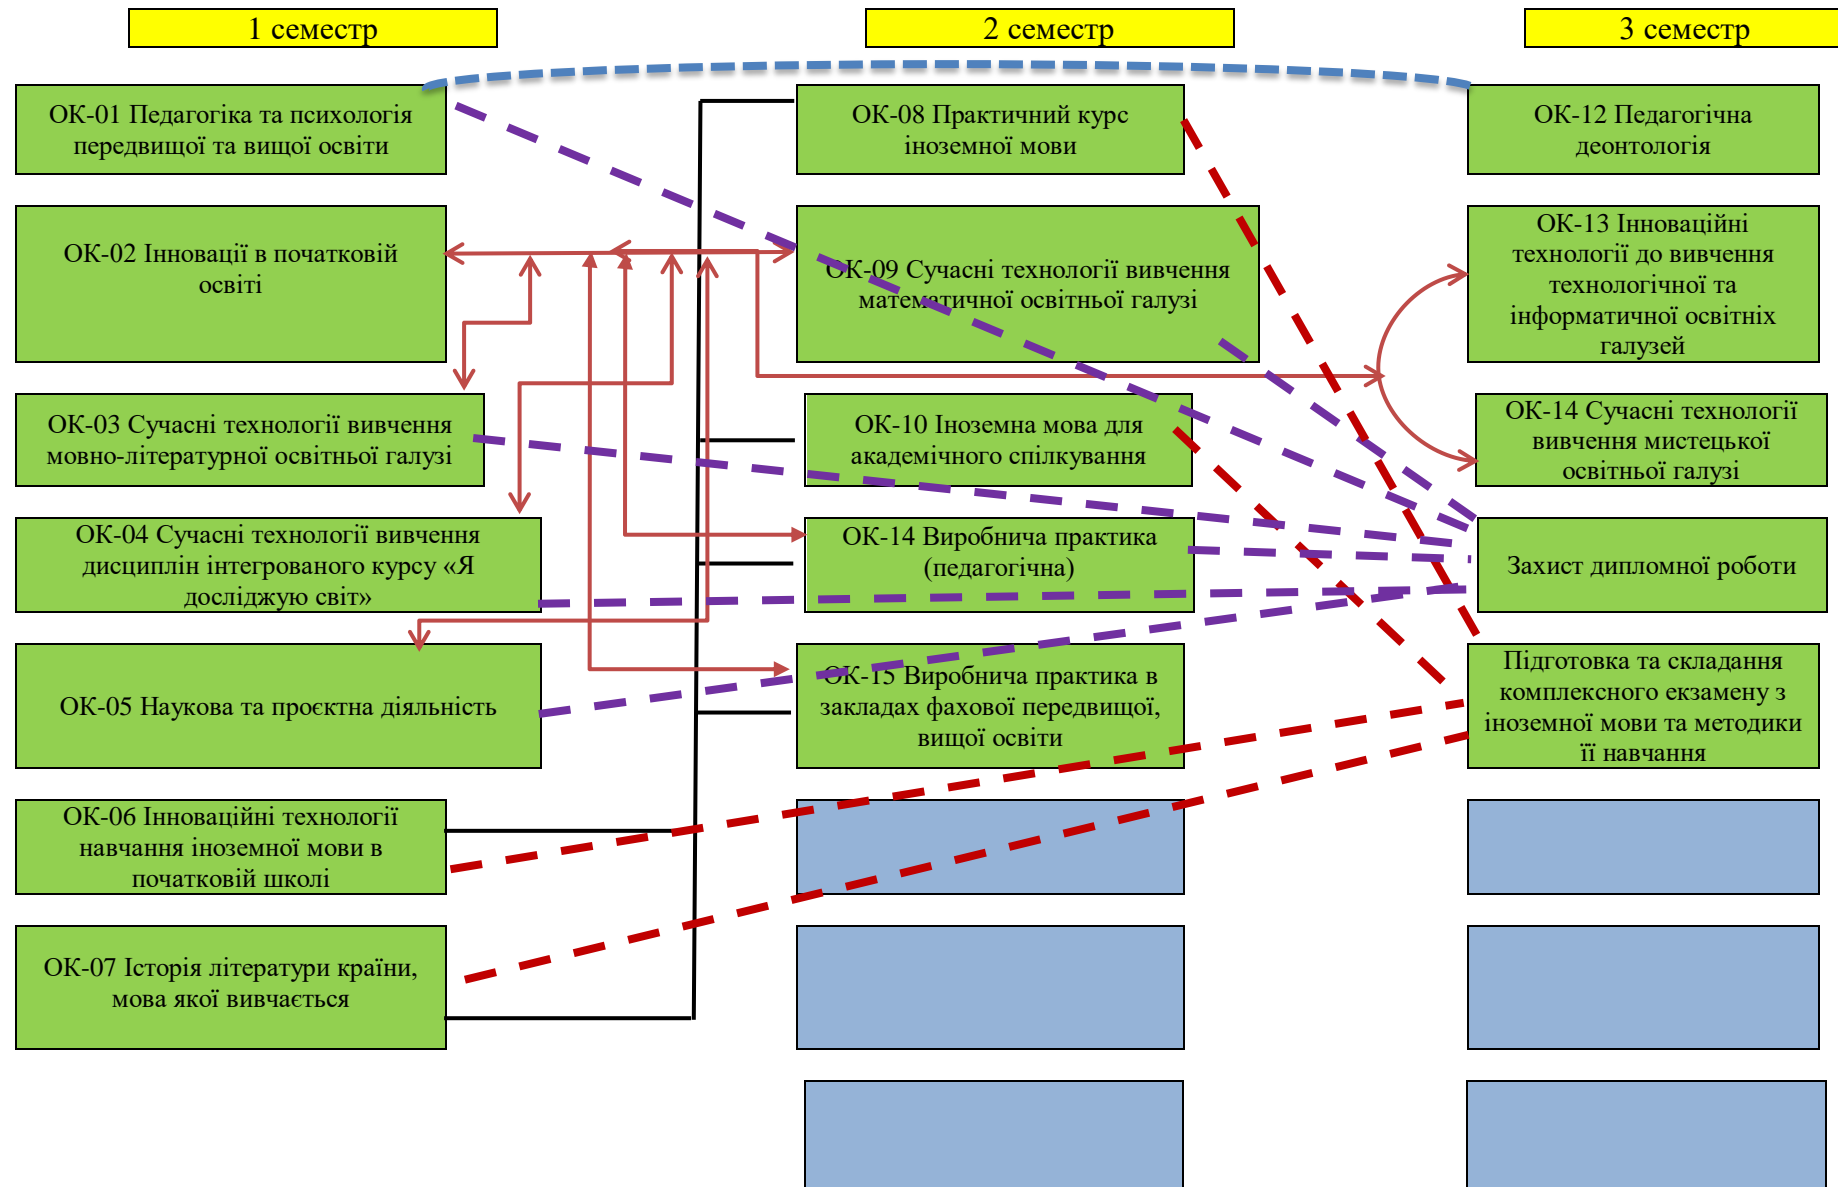 1 семестр
2 семестр
3 семестр
ОК-01 Педагогіка та психологія
передвищої та вищої освіти
ОК-02 Інновації в початковій
освіті
ОК-03 Сучасні технології вивчення
мовно-літературної освітньої галузі
ОК-04 Сучасні технології вивчення
дисциплін інтегрованого курсу «Я
досліджую світ»
ОК-05 Наукова та проєктна діяльність
ОК-06 Інноваційні технології
навчання іноземної мови в
початковій школі
ОК-07 Історія літератури країни,
мова якої вивчається
ОК-08 Практичний курс
іноземної мови
ОК-09 Сучасні технології вивчення
математичної освітньої галузі
ОК-10 Іноземна мова для
академічного спілкування
ОК-14 Виробнича практика
(педагогічна)
ОК-15 Виробнича практика в
закладах фахової передвищої,
вищої освіти
ОК-12 Педагогічна
деонтологія
ОК-13 Інноваційні
технології до вивчення
технологічної та
інформатичної освітніх
галузей
ОК-14 Сучасні технології
вивчення мистецької
освітньої галузі
Захист дипломної роботи
Підготовка та складання
комплексного екзамену з
іноземної мови та методики
її навчання